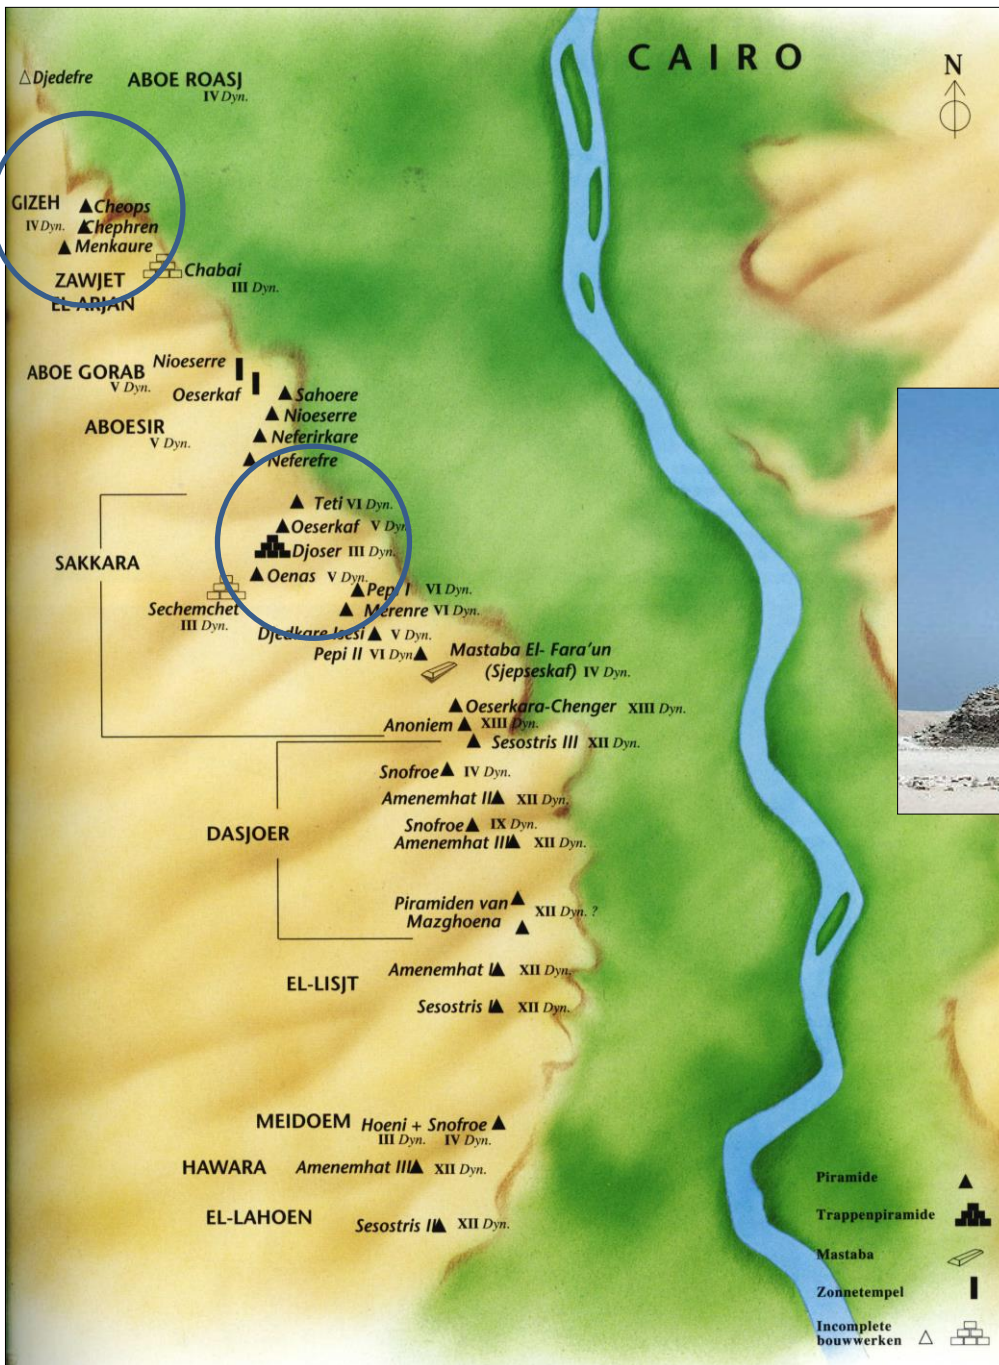 CAIRO
N
Djedefre
ABOE ROASJ
IV Dyn.
GIZEH
IV Dyn.
Cheops
Chephren
Menkaure
ZAWJET
EL ARJAN
Chabai
III Dyn.
ABOE GORAB
V Dyn.
Nioeserre
Oeserkaf
ABOESIR
V Dyn.
Sahoere
Nioeserre
Neferirkare
Neferefre
SAKKARA
Teti VI Dyn.
Oeserkaf V Dyn.
Djoser III Dyn.
Oenas V Dyn.
Sechemchet
III Dyn.
Pepi I VI Dyn.
Merenre VI Dyn.
Djedkare Isesi V Dyn.
Pepi II VI Dyn.
Mastaba El- Fara'un
(Sjepseskaf) IV Dyn.
Oeserkara-Chenger XIII Dyn.
Anoniem XIII Dyn.
Sesostris III XII Dyn.
DASJOER
Snofroe IV Dyn.
Amenemhat II XII Dyn.
Snofroe IX Dyn.
Amenemhat III XII Dyn.
Piramiden van
Mazghoena
XII Dyn. ?
EL-LISJT
Amenemhat I XII Dyn.
Sesostris I XII Dyn.
MEIDOEM
Hoeni + Snofroe
III Dyn. IV Dyn.
HAWARA
Amenemhat III XII Dyn.
EL-LAHOEN
Sesostris II XII Dyn.
Piramide
Trappenpiramide
Mastaba
Zonnetempel
Incomplete
bouwwerken